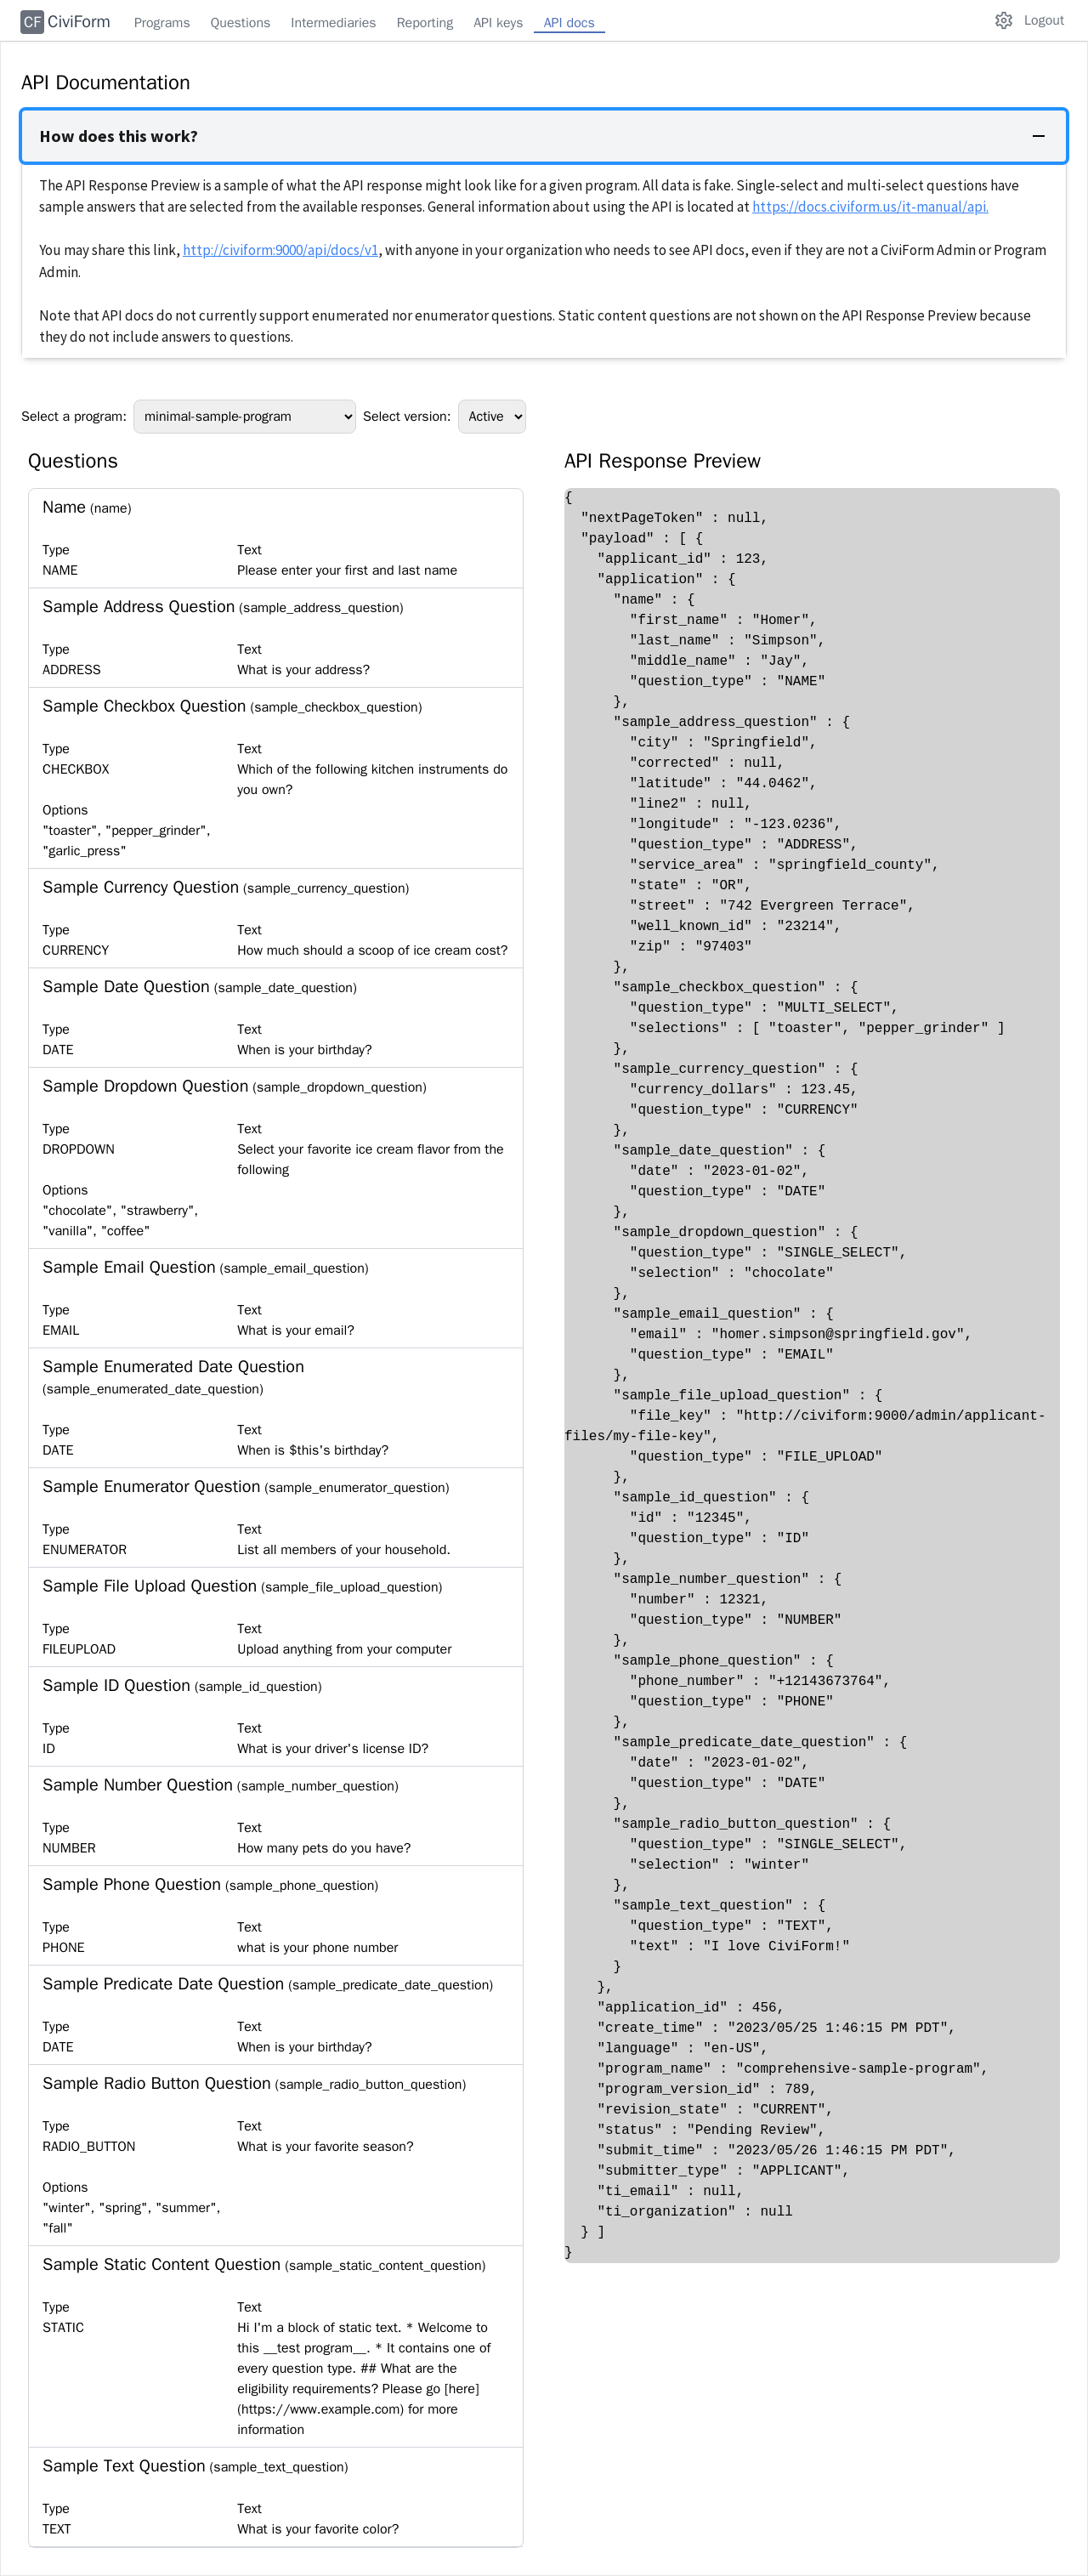 CF CiviForm Programs Questions Intermediaries Reporting API keys API docs Logout
API Documentation
How does this work?
The API Response Preview is a sample of what the API response might look like for a given program. All data is fake. Single-select and multi-select questions have
sample answers that are selected from the available responses. General information about using the API is located at https://docs.civiform.us/it-manual/api.
You may share this link, http://civiform:9000/api/docs/v1, with anyone in your organization who needs to see API docs, even if they are not a CiviForm Admin or Program
Admin.
Note that API docs do not currently support enumerated nor enumerator questions. Static content questions are not shown on the API Response Preview because
they do not include answers to questions.
Select a program: minimal-sample-program Select version: Active
Questions
Name (name)
Type Text
NAME Please enter your first and last name
Sample Address Question (sample_address_question)
Type Text
ADDRESS What is your address?
Sample Checkbox Question (sample_checkbox_question)
Type Text
CHECKBOX Which of the following kitchen instruments do
you own?
Options
"toaster", "pepper_grinder",
"garlic_press"
Sample Currency Question (sample_currency_question)
Type Text
CURRENCY How much should a scoop of ice cream cost?
Sample Date Question (sample_date_question)
Type Text
DATE When is your birthday?
Sample Dropdown Question (sample_dropdown_question)
Type Text
DROPDOWN Select your favorite ice cream flavor from the
following
Options
"chocolate", "strawberry",
"vanilla", "coffee"
Sample Email Question (sample_email_question)
Type Text
EMAIL What is your email?
Sample Enumerated Date Question
(sample_enumerated_date_question)
Type Text
DATE When is $this's birthday?
Sample Enumerator Question (sample_enumerator_question)
Type Text
ENUMERATOR List all members of your household.
Sample File Upload Question (sample_file_upload_question)
Type Text
FILEUPLOAD Upload anything from your computer
Sample ID Question (sample_id_question)
Type Text
ID What is your driver's license ID?
Sample Number Question (sample_number_question)
Type Text
NUMBER How many pets do you have?
Sample Phone Question (sample_phone_question)
Type Text
PHONE what is your phone number
Sample Predicate Date Question (sample_predicate_date_question)
Type Text
DATE When is your birthday?
Sample Radio Button Question (sample_radio_button_question)
Type Text
RADIO_BUTTON What is your favorite season?
Options
"winter", "spring", "summer",
"fall"
Sample Static Content Question (sample_static_content_question)
Type Text
STATIC Hi I'm a block of static text. * Welcome to
this __test program__. * It contains one of
every question type. ## What are the
eligibility requirements? Please go [here]
(https://www.example.com) for more
information
Sample Text Question (sample_text_question)
Type Text
TEXT What is your favorite color?
API Response Preview
{
"nextPageToken" : null,
"payload" : [ {
"applicant_id" : 123,
"application" : {
"name" : {
"first_name" : "Homer",
"last_name" : "Simpson",
"middle_name" : "Jay",
"question_type" : "NAME"
},
"sample_address_question" : {
"city" : "Springfield",
"corrected" : null,
"latitude" : "44.0462",
"line2" : null,
"longitude" : "-123.0236",
"question_type" : "ADDRESS",
"service_area" : "springfield_county",
"state" : "OR",
"street" : "742 Evergreen Terrace",
"well_known_id" : "23214",
"zip" : "97403"
},
"sample_checkbox_question" : {
"question_type" : "MULTI_SELECT",
"selections" : [ "toaster", "pepper_grinder" ]
},
"sample_currency_question" : {
"currency_dollars" : 123.45,
"question_type" : "CURRENCY"
},
"sample_date_question" : {
"date" : "2023-01-02",
"question_type" : "DATE"
},
"sample_dropdown_question" : {
"question_type" : "SINGLE_SELECT",
"selection" : "chocolate"
},
"sample_email_question" : {
"email" : "homer.simpson@springfield.gov",
"question_type" : "EMAIL"
},
"sample_file_upload_question" : {
"file_key" : "http://civiform:9000/admin/applicant-
files/my-file-key",
"question_type" : "FILE_UPLOAD"
},
"sample_id_question" : {
"id" : "12345",
"question_type" : "ID"
},
"sample_number_question" : {
"number" : 12321,
"question_type" : "NUMBER"
},
"sample_phone_question" : {
"phone_number" : "+12143673764",
"question_type" : "PHONE"
},
"sample_predicate_date_question" : {
"date" : "2023-01-02",
"question_type" : "DATE"
},
"sample_radio_button_question" : {
"question_type" : "SINGLE_SELECT",
"selection" : "winter"
},
"sample_text_question" : {
"question_type" : "TEXT",
"text" : "I love CiviForm!"
}
},
"application_id" : 456,
"create_time" : "2023/05/25 1:46:15 PM PDT",
"language" : "en-US",
"program_name" : "comprehensive-sample-program",
"program_version_id" : 789,
"revision_state" : "CURRENT",
"status" : "Pending Review",
"submit_time" : "2023/05/26 1:46:15 PM PDT",
"submitter_type" : "APPLICANT",
"ti_email" : null,
"ti_organization" : null
} ]
}